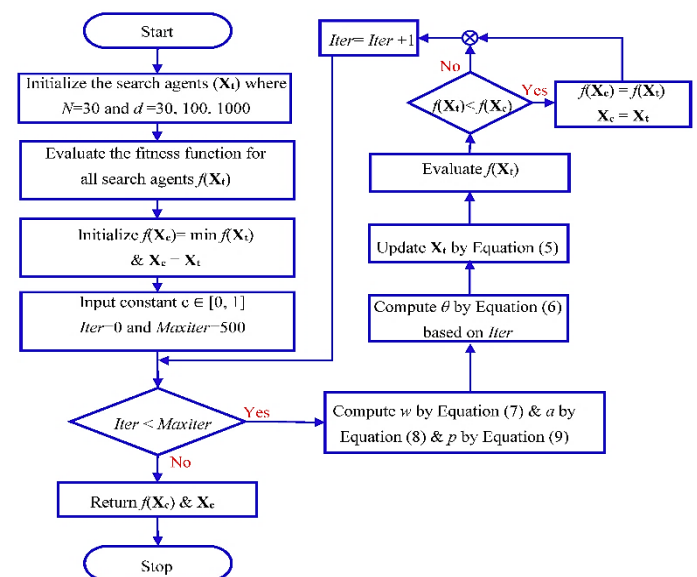 Start
Initialize the search agents (Xt) where
N=30 and d =30, 100, 1000
Evaluate the fitness function for
all search agents f(Xt)
Initialize f(Xc)= min f(Xt)
& Xc = Xt
Input constant c ∈ [0, 1]
Iter=0 and Maxiter=500
Iter < Maxiter
Yes
No
Return f(Xc) & Xc
Stop
Compute w by Equation (7) & a by
Equation (8) & p by Equation (9)
Compute θ by Equation (6)
based on Iter
Update Xt by Equation (5)
Evaluate f(Xt)
f(Xt)< f(Xc)
Yes
No
f(Xc) = f(Xt)
Xc = Xt
Iter= Iter +1